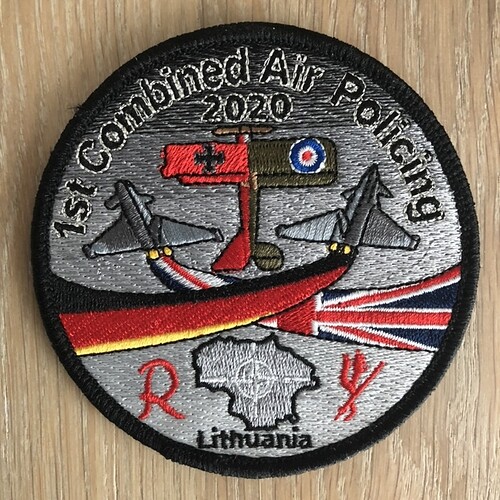 1st Combined Air Policing
2020
R
Lithuania